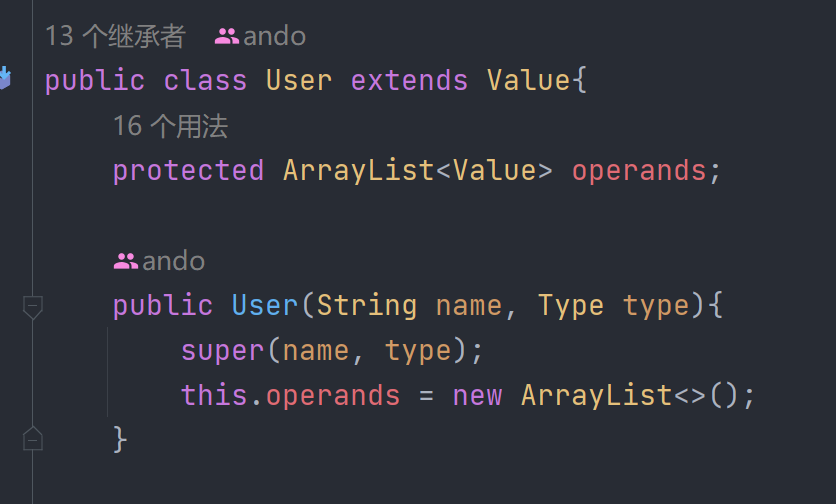 13 个继承者 ando
public class User extends Value{
16 个用法
protected ArrayList<Value> operands;
ando
public User(String name, Type type){
super(name, type);
this.operands = new ArrayList<>();
}